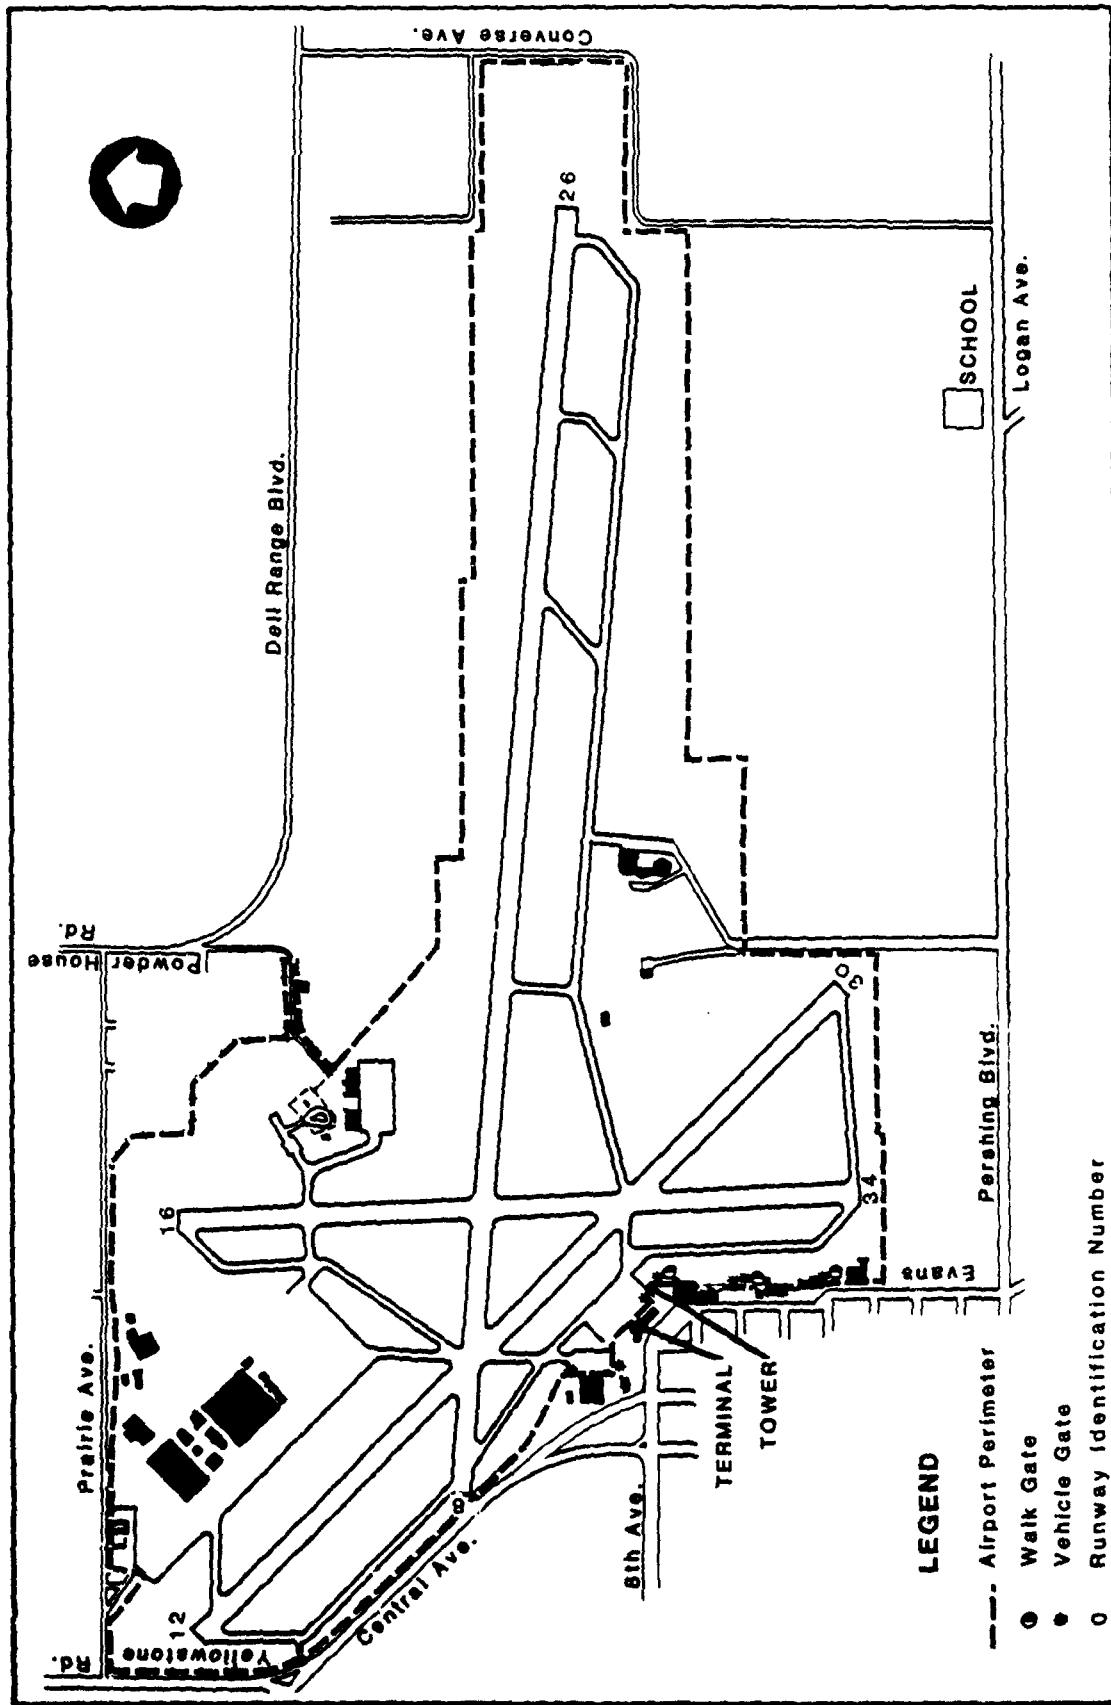 Converse Ave.
Dell Range Blvd.
Rd.
Powder House
Prairie Ave.
Rd.
Yellowstone
Central Ave.
8th Ave.
26
SCHOOL
Logan Ave.
30
34
16
12
8
Evans
Pershing Blvd.
TERMINAL
TOWER
LEGEND
Airport Perimeter
Walk Gate
Vehicle Gate
0 Runway Identification Number